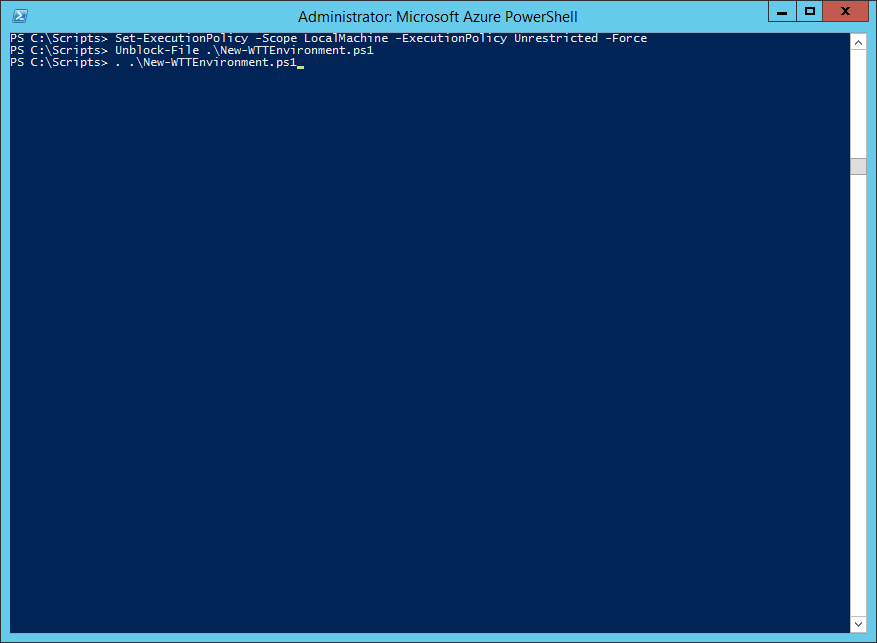 Administrator: Microsoft Azure PowerShell
PS C:\Scripts> Set-ExecutionPolicy -Scope LocalMachine -ExecutionPolicy Unrestricted -Force
PS C:\Scripts> Unblock-File .\New-WTTEnvironment.ps1
PS C:\Scripts> . .\New-WTTEnvironment.ps1